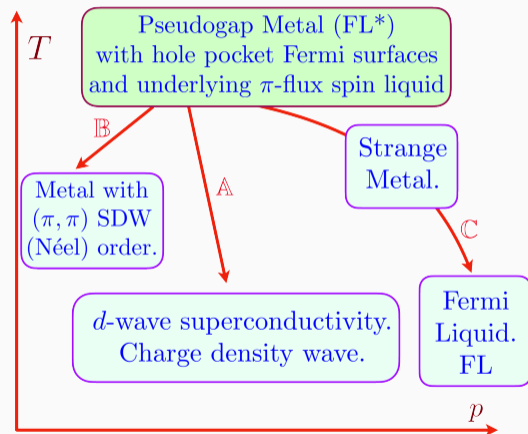 T
Pseudogap Metal (FL*)
with hole pocket Fermi surfaces
and underlying π-flux spin liquid
𝔹
𝔸
Strange
Metal.
ℂ
Metal with
(π, π) SDW
(Néel) order.
d-wave superconductivity.
Charge density wave.
Fermi
Liquid.
FL
p